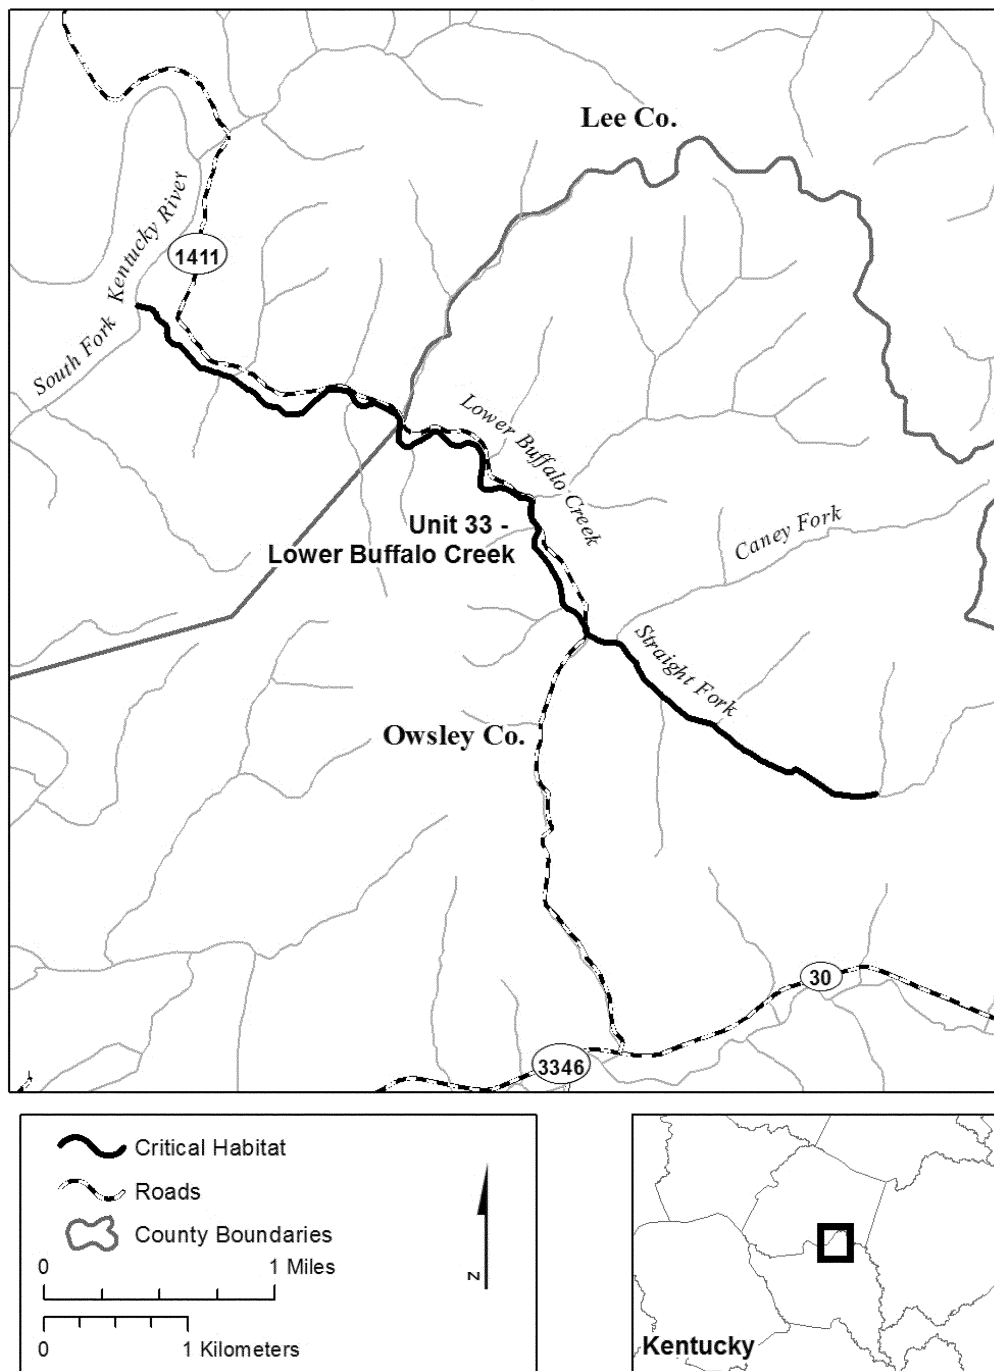 Lee Co.
South Fork Kentucky River
1411
Lower Buffalo Creek
Unit 33 -
Lower Buffalo Creek
Caney Fork
Straight Fork
Owsley Co.
30
3346
Critical Habitat
Roads
County Boundaries
0 1 Miles
0 1 Kilometers
N
Kentucky